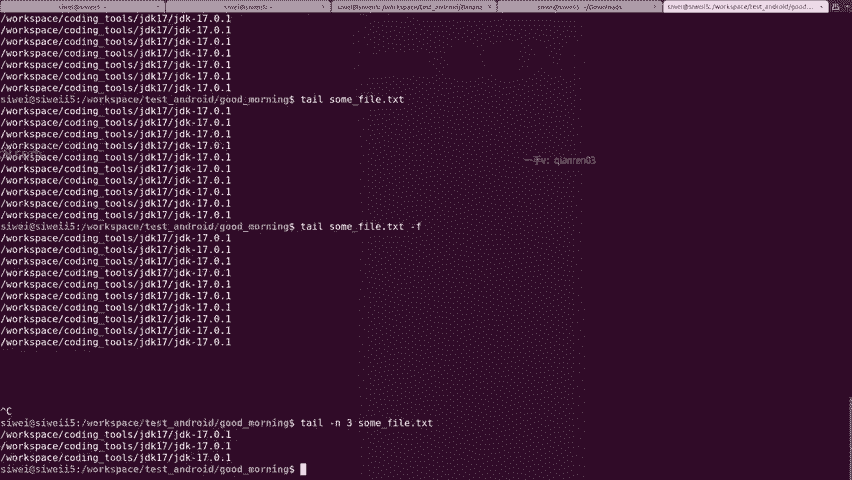 siwei@siweii5: ~
siwei@siweii5: ~
siwei@siweii5: ~/Downloads
siwei@siweii5: /workspace/test_android/good...
/workspace/coding_tools/jdk17/jdk-17.0.1
/workspace/coding_tools/jdk17/jdk-17.0.1
/workspace/coding_tools/jdk17/jdk-17.0.1
/workspace/coding_tools/jdk17/jdk-17.0.1
/workspace/coding_tools/jdk17/jdk-17.0.1
/workspace/coding_tools/jdk17/jdk-17.0.1
/workspace/coding_tools/jdk17/jdk-17.0.1
siwei@siweii5:/workspace/test_android/good_morning$ tail some_file.txt
/workspace/coding_tools/jdk17/jdk-17.0.1
/workspace/coding_tools/jdk17/jdk-17.0.1
/workspace/coding_tools/jdk17/jdk-17.0.1
/workspace/coding_tools/jdk17/jdk-17.0.1
/workspace/coding_tools/jdk17/jdk-17.0.1
一手v: qianren03
/workspace/coding_tools/jdk17/jdk-17.0.1
/workspace/coding_tools/jdk17/jdk-17.0.1
/workspace/coding_tools/jdk17/jdk-17.0.1
/workspace/coding_tools/jdk17/jdk-17.0.1
/workspace/coding_tools/jdk17/jdk-17.0.1
siwei@siweii5:/workspace/test_android/good_morning$ tail some_file.txt -f
/workspace/coding_tools/jdk17/jdk-17.0.1
/workspace/coding_tools/jdk17/jdk-17.0.1
/workspace/coding_tools/jdk17/jdk-17.0.1
/workspace/coding_tools/jdk17/jdk-17.0.1
/workspace/coding_tools/jdk17/jdk-17.0.1
/workspace/coding_tools/jdk17/jdk-17.0.1
/workspace/coding_tools/jdk17/jdk-17.0.1
/workspace/coding_tools/jdk17/jdk-17.0.1
/workspace/coding_tools/jdk17/jdk-17.0.1
/workspace/coding_tools/jdk17/jdk-17.0.1
^C
siwei@siweii5:/workspace/test_android/good_morning$ tail -n 3 some_file.txt
/workspace/coding_tools/jdk17/jdk-17.0.1
/workspace/coding_tools/jdk17/jdk-17.0.1
/workspace/coding_tools/jdk17/jdk-17.0.1
siwei@siweii5:/workspace/test_android/good_morning$